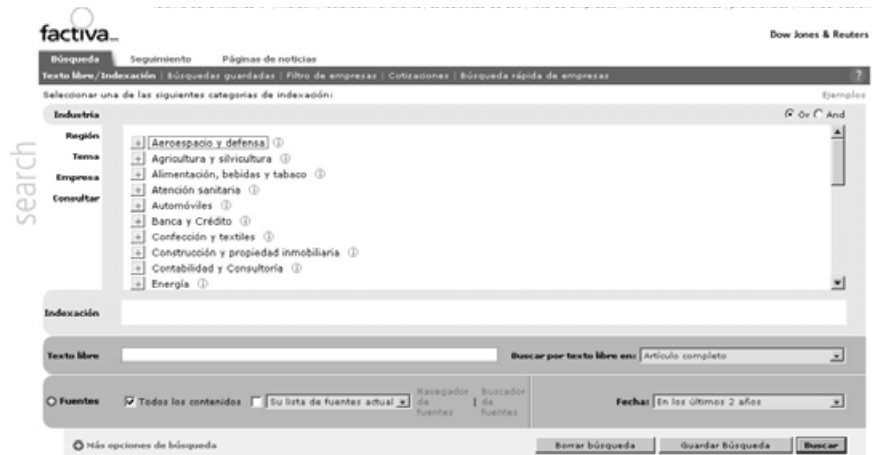 factiva
Dow Jones & Reuters
Búsqueda Seguimiento Páginas de noticias
Texto libre/Indexación | Búsquedas guardadas | Filtro de empresas | Cotizaciones | Búsqueda rápida de empresas ?
Seleccionar una de las siguientes categorías de indexación: Ejemplos
Industria Or And
Región
Tema
Empresa
Consultar
search
+ Aeroespacio y defensa
+ Agricultura y silvicultura
+ Alimentación, bebidas y tabaco
+ Atención sanitaria
+ Automóviles
+ Banca y Crédito
+ Confección y textiles
+ Construcción y propiedad inmobiliaria
+ Contabilidad y Consultoría
+ Energía
Indexación
Texto libre Buscar por texto libre en: Artículo completo
Fuentes Todos los contenidos Su lista de fuentes actual Navegador de fuentes | Buscador de fuentes Fecha: En los últimos 2 años
Más opciones de búsqueda Borrar búsqueda Guardar Búsqueda Buscar